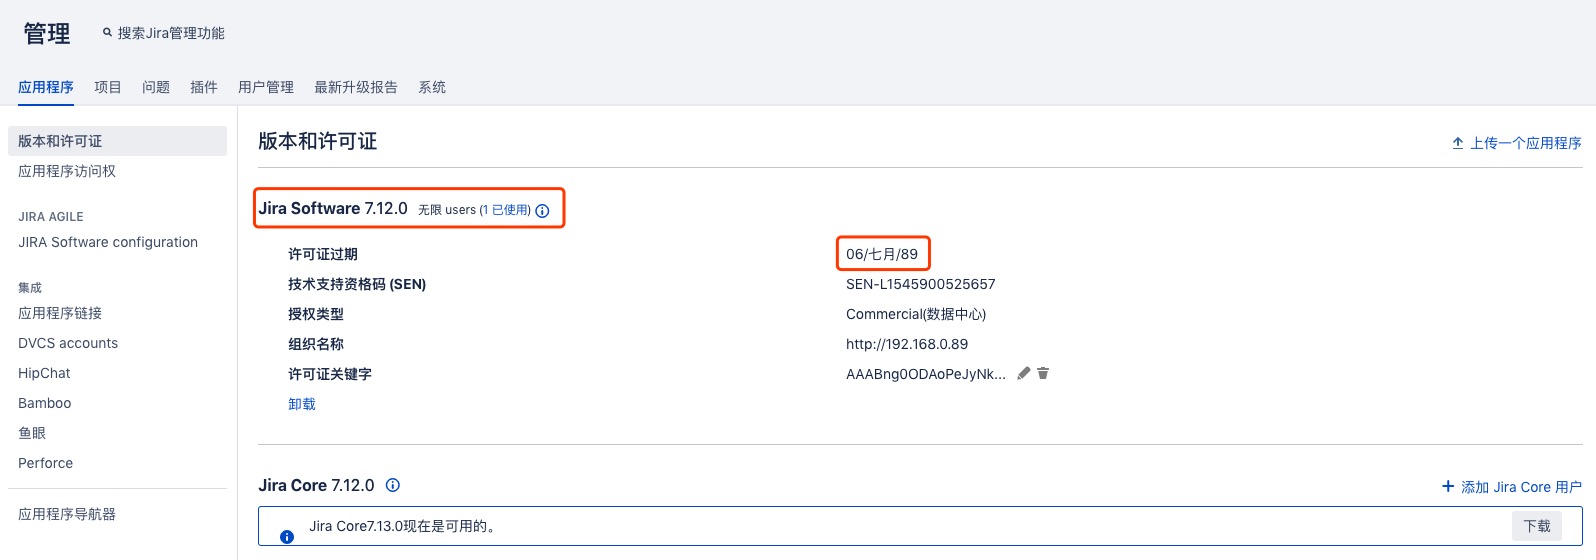 管理
搜索Jira管理功能
应用程序 项目 问题 插件 用户管理 最新升级报告 系统
版本和许可证
应用程序访问权
JIRA AGILE
JIRA Software configuration
集成
应用程序链接
DVCS accounts
HipChat
Bamboo
鱼眼
Perforce
应用程序导航器
版本和许可证
上传一个应用程序
Jira Software 7.12.0 无限 users (1 已使用)
许可证过期 06/七月/89
技术支持资格码 (SEN) SEN-L1545900525657
授权类型 Commercial(数据中心)
组织名称 http://192.168.0.89
许可证关键字 AAABng0ODAoPeJyNk...
卸载
Jira Core 7.12.0
添加 Jira Core 用户
Jira Core7.13.0现在是可用的。
下载